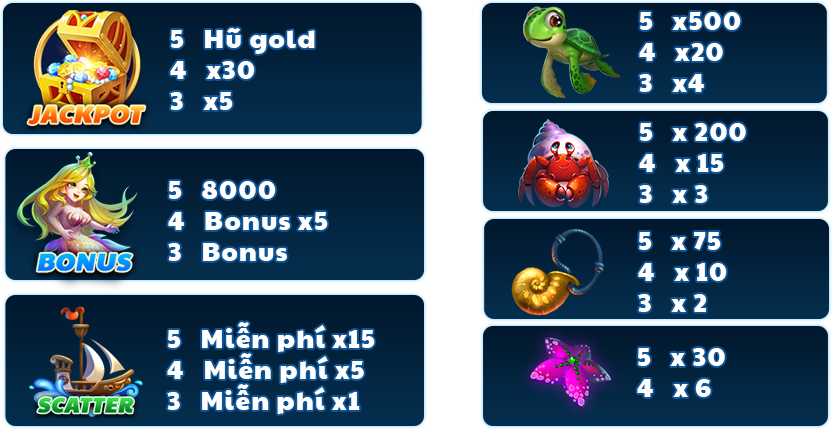 JACKPOT
5 Hũ gold
4 x30
3 x5
BONUS
5 8000
4 Bonus x5
3 Bonus
SCATTER
5 Miễn phí x15
4 Miễn phí x5
3 Miễn phí x1
5 x500
4 x20
3 x4
5 x 200
4 x 15
3 x 3
5 x 75
4 x 10
3 x 2
5 x 30
4 x 6